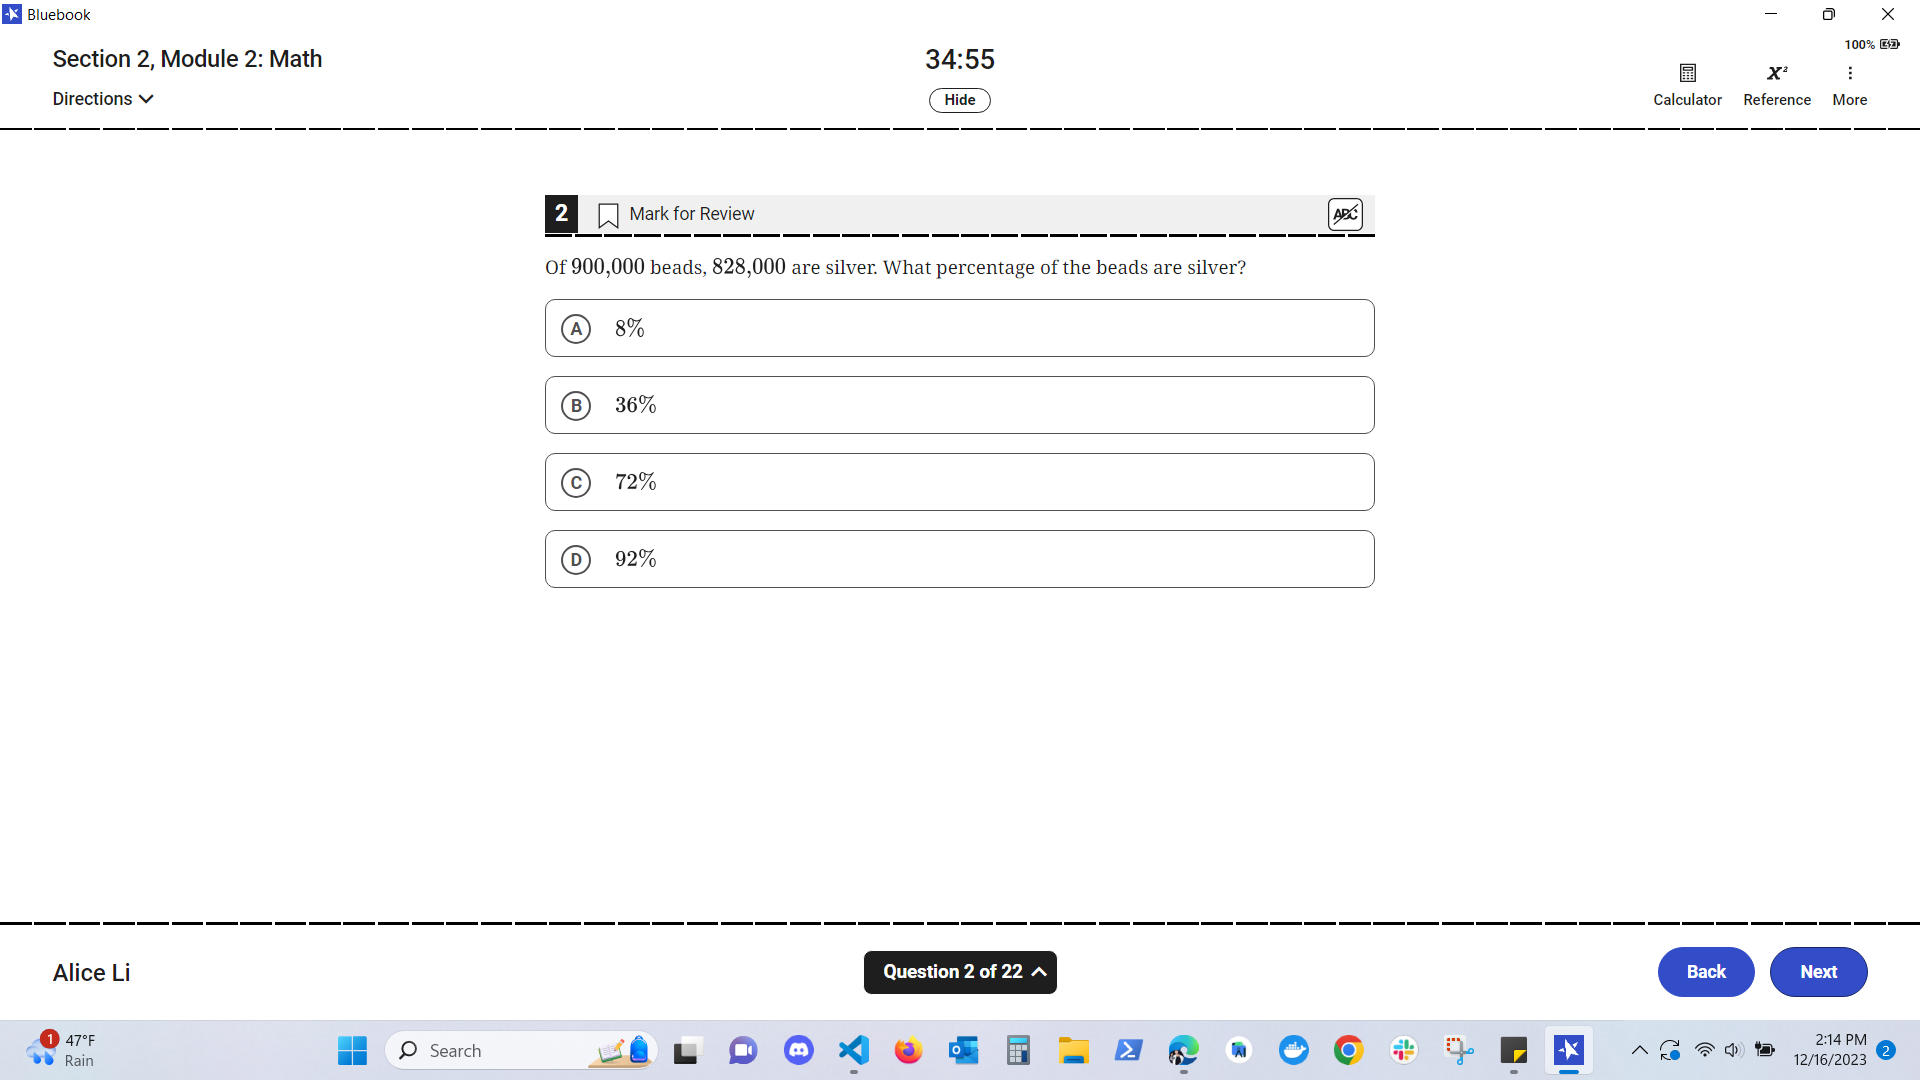 Bluebook
Section 2, Module 2: Math
34:55
100%
Directions
Hide
Calculator
Reference
More
2
Mark for Review
ABC
Of 900,000 beads, 828,000 are silver. What percentage of the beads are silver?
A 8%
B 36%
C 72%
D 92%
Alice Li
Question 2 of 22
Back
Next
1
47°F
Rain
Search
2:14 PM
12/16/2023
2